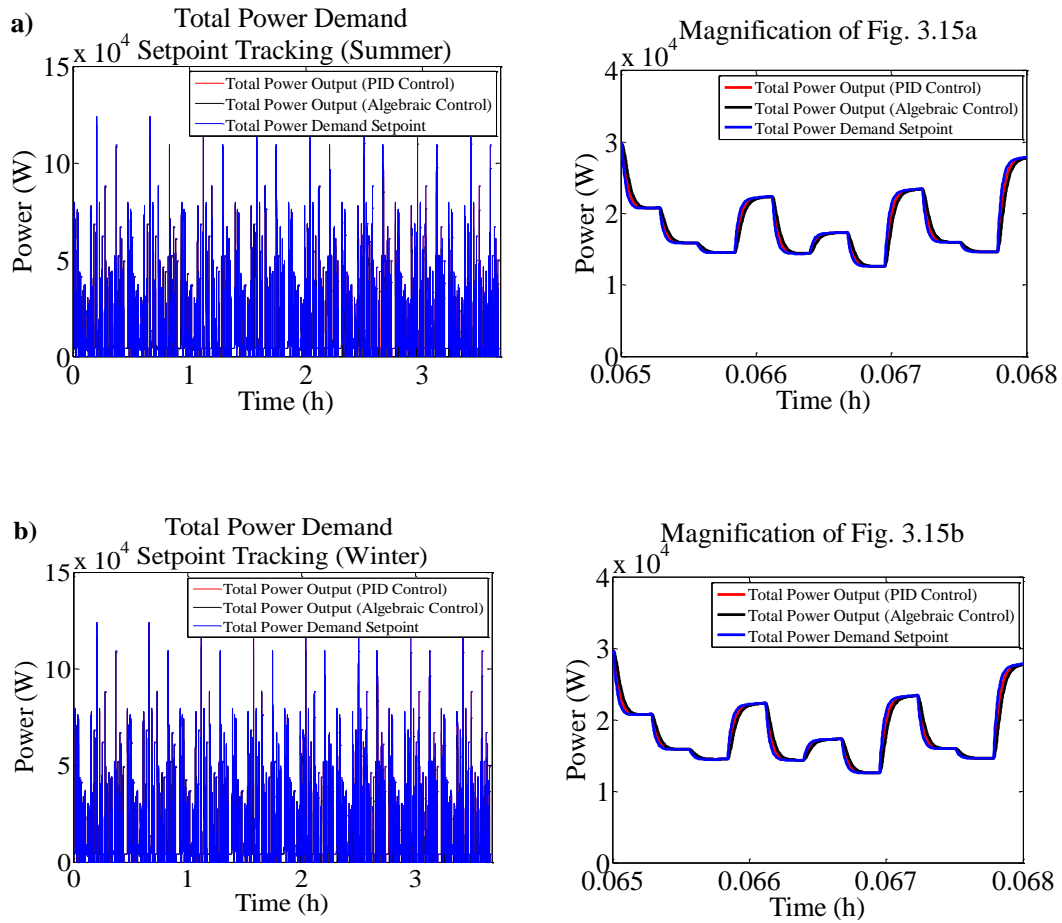 a)
Total Power Demand
Setpoint Tracking (Summer)
x 10^4
15
10
5
0
Power (W)
Total Power Output (PID Control)
Total Power Output (Algebraic Control)
Total Power Demand Setpoint
0 1 2 3
Time (h)
Magnification of Fig. 3.15a
x 10^4
4
3
2
1
0
Power (W)
Total Power Output (PID Control)
Total Power Output (Algebraic Control)
Total Power Demand Setpoint
0.065 0.066 0.067 0.068
Time (h)
b)
Total Power Demand
Setpoint Tracking (Winter)
x 10^4
15
10
5
0
Power (W)
Total Power Output (PID Control)
Total Power Output (Algebraic Control)
Total Power Demand Setpoint
0 1 2 3
Time (h)
Magnification of Fig. 3.15b
x 10^4
4
3
2
1
0
Power (W)
Total Power Output (PID Control)
Total Power Output (Algebraic Control)
Total Power Demand Setpoint
0.065 0.066 0.067 0.068
Time (h)